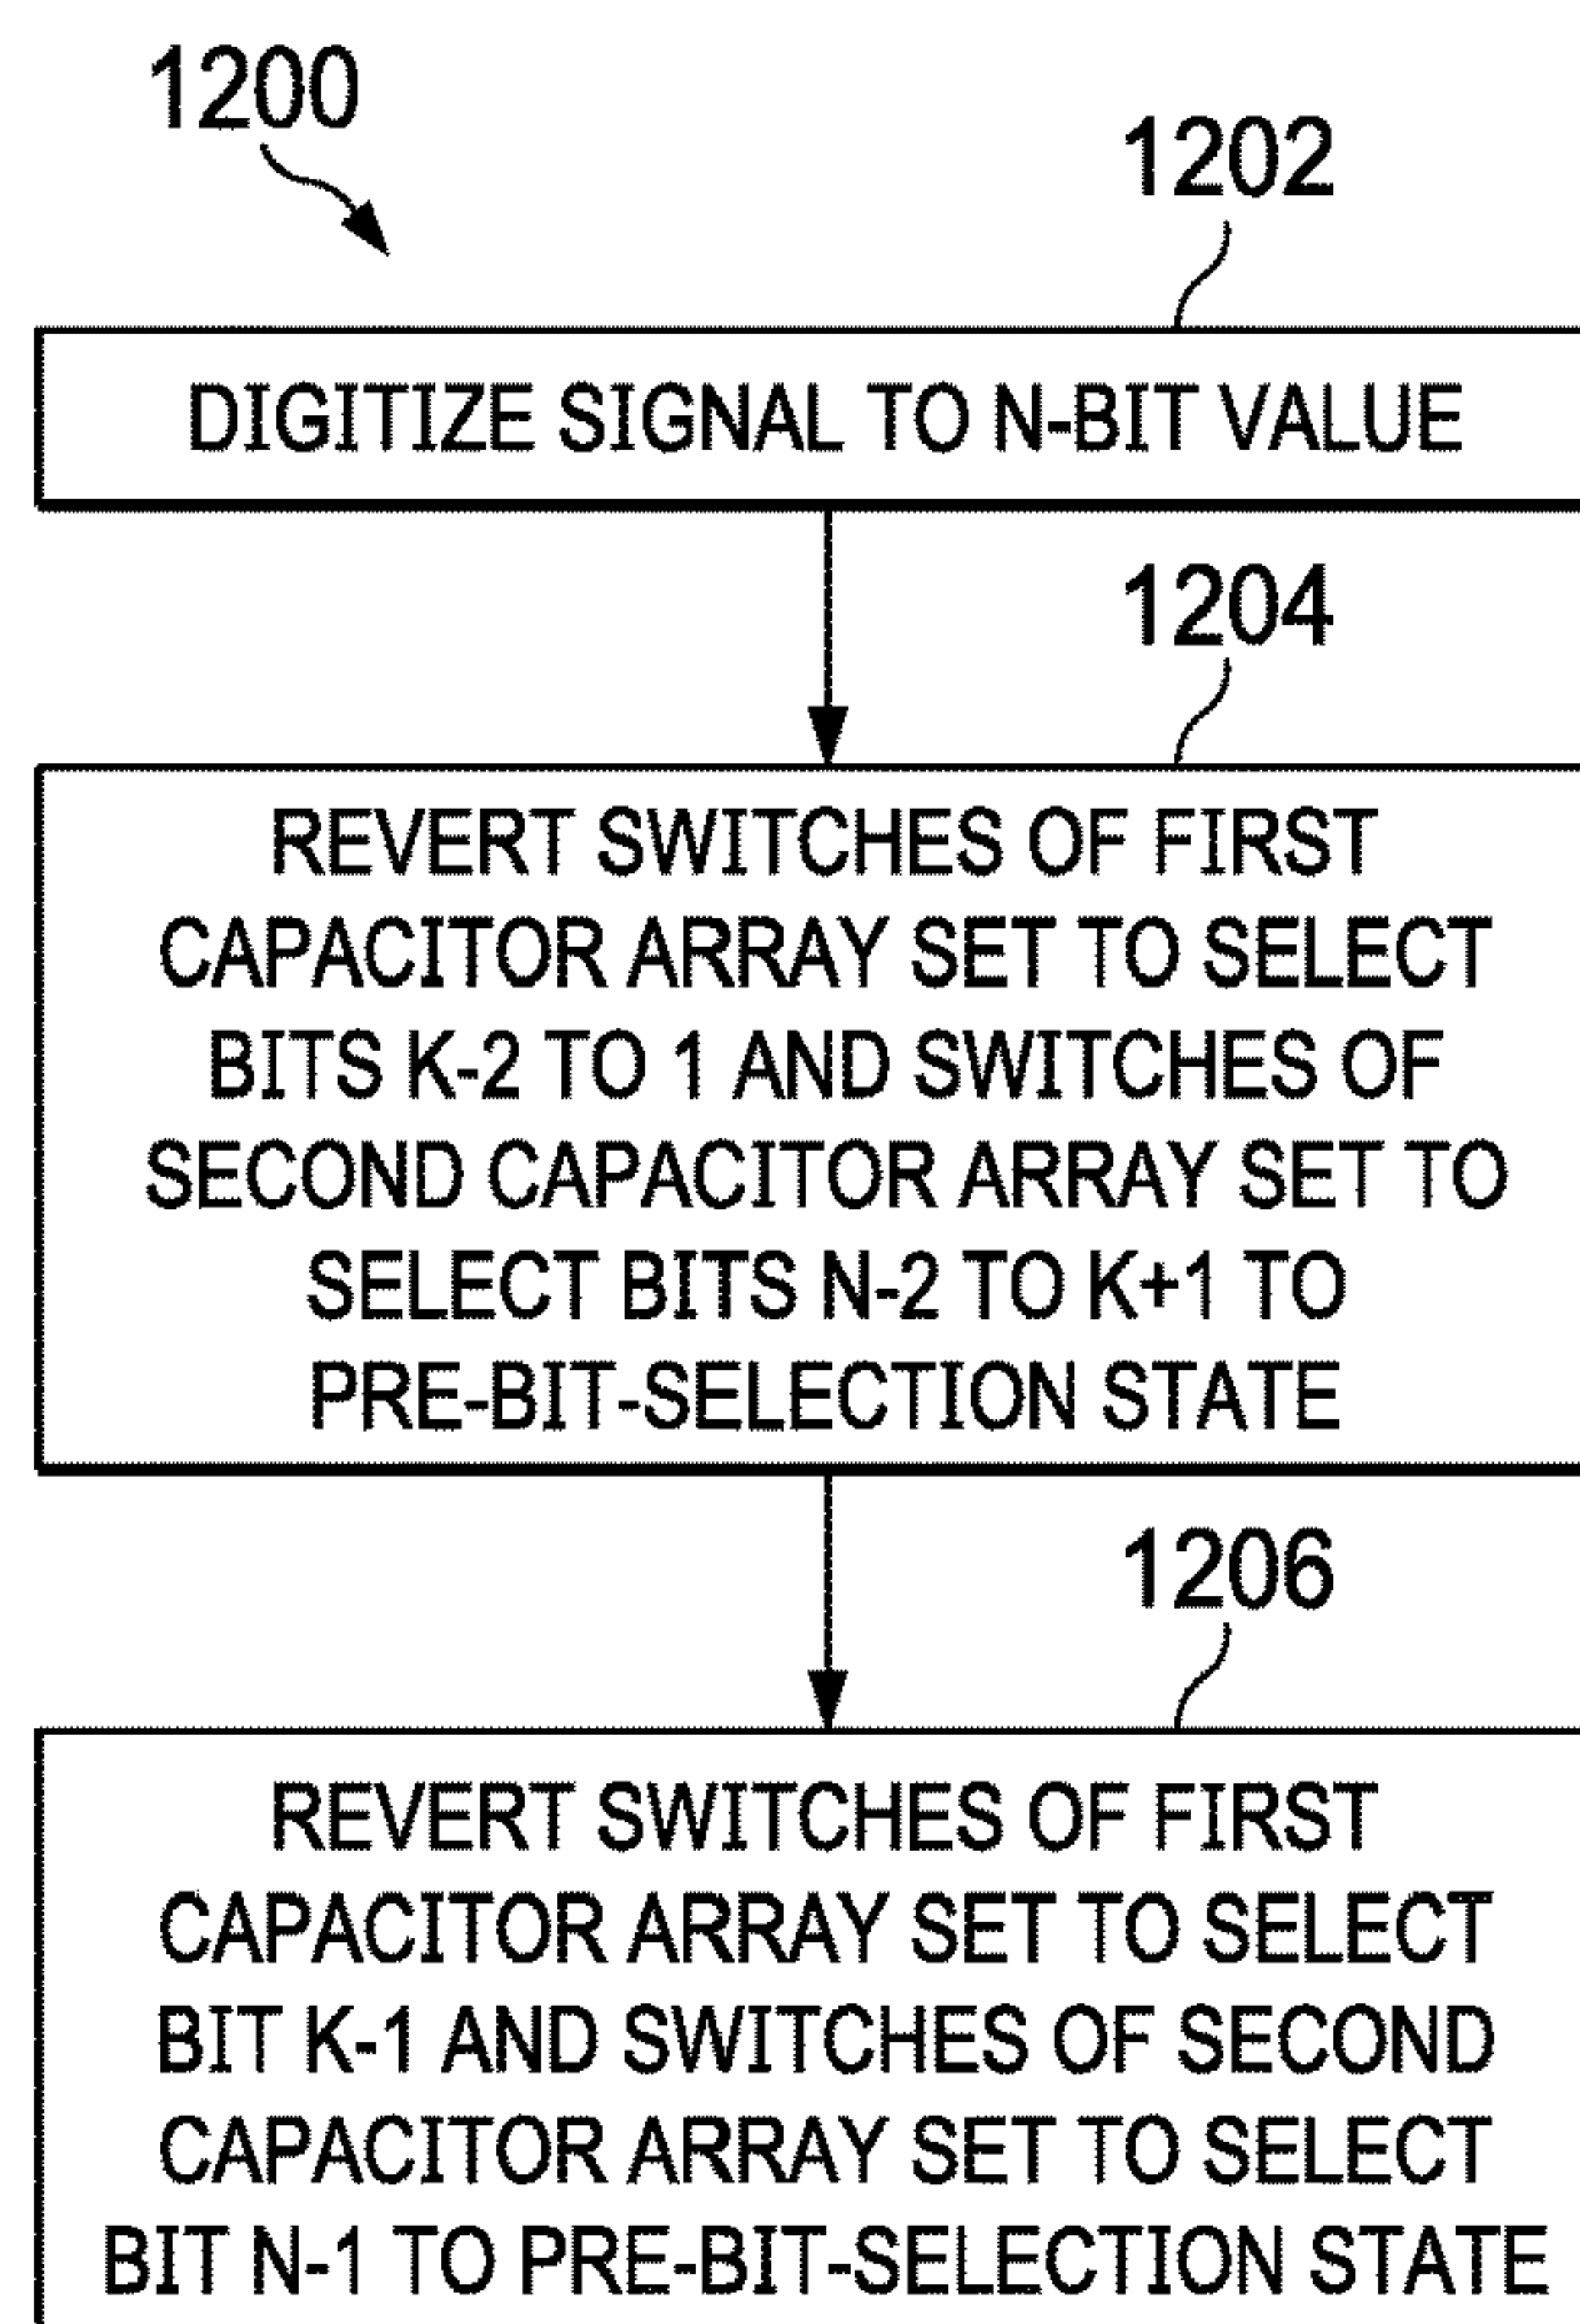 1200
1202
DIGITIZE SIGNAL TO N-BIT VALUE
1204
REVERT SWITCHES OF FIRST
CAPACITOR ARRAY SET TO SELECT
BITS K-2 TO 1 AND SWITCHES OF
SECOND CAPACITOR ARRAY SET TO
SELECT BITS N-2 TO K+1 TO
PRE-BIT-SELECTION STATE
1206
REVERT SWITCHES OF FIRST
CAPACITOR ARRAY SET TO SELECT
BIT K-1 AND SWITCHES OF SECOND
CAPACITOR ARRAY SET TO SELECT
BIT N-1 TO PRE-BIT-SELECTION STATE